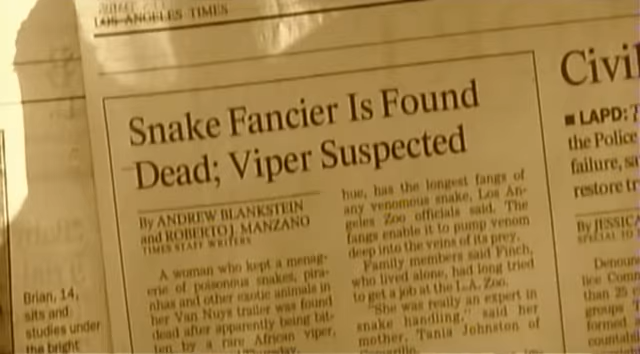 LOS ANGELES TIMES
Snake Fancier Is Found
Dead; Viper Suspected
By ANDREW BLANKSTEIN
and ROBERTO J. MANZANO
TIMES STAFF WRITERS
A woman who kept a menag-
erie of poisonous snakes, pira-
nhas and other exotic animals in
her Van Nuys trailer was found
dead after apparently being bit-
ten by a rare African viper,
hue, has the longest fangs of
any venomous snake, Los An-
geles Zoo officials said. The
fangs enable it to pump venom
deep into the veins of its prey.
Family members said Finch,
who lived alone, had long tried
to get a job at the L.A. Zoo.
"She was really an expert in
snake handling," said her
mother, Tania Johnston of
Civil
■ LAPD:
the Police
failure, sa
restore tr
By JESSIC
SPECIAL TO
Denou
lice Com
than 25
groups
formed
counta
Brian, 14,
sits and
studies under
the bright